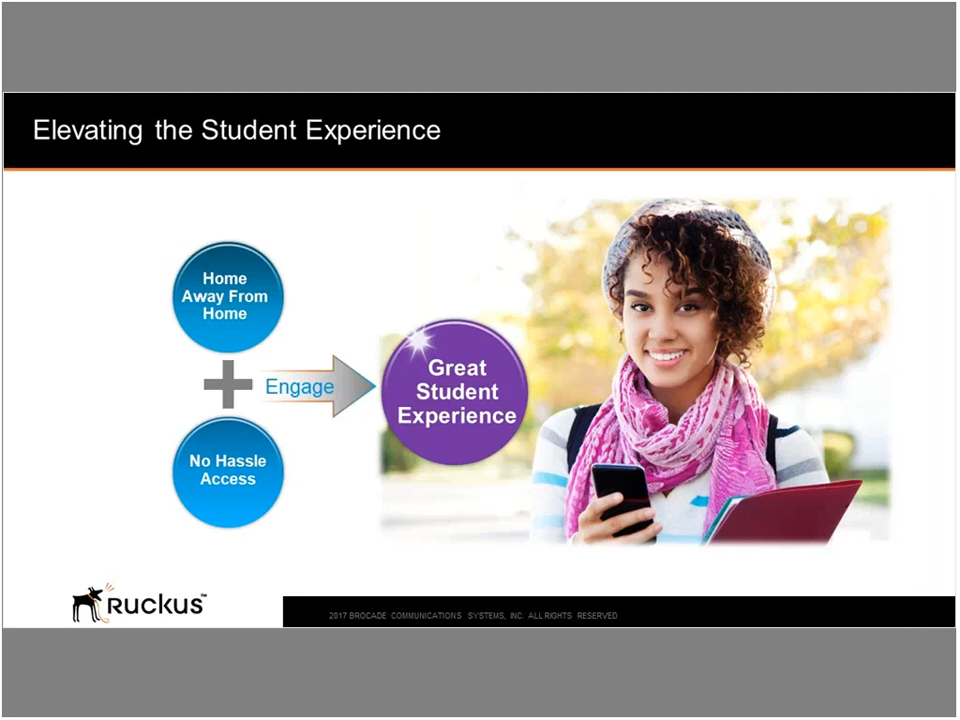 Elevating the Student Experience
Home
Away From
Home
Engage
No Hassle
Access
Great
Student
Experience
RUCKUS™
2017 BROCADE COMMUNICATIONS SYSTEMS, INC. ALL RIGHTS RESERVED